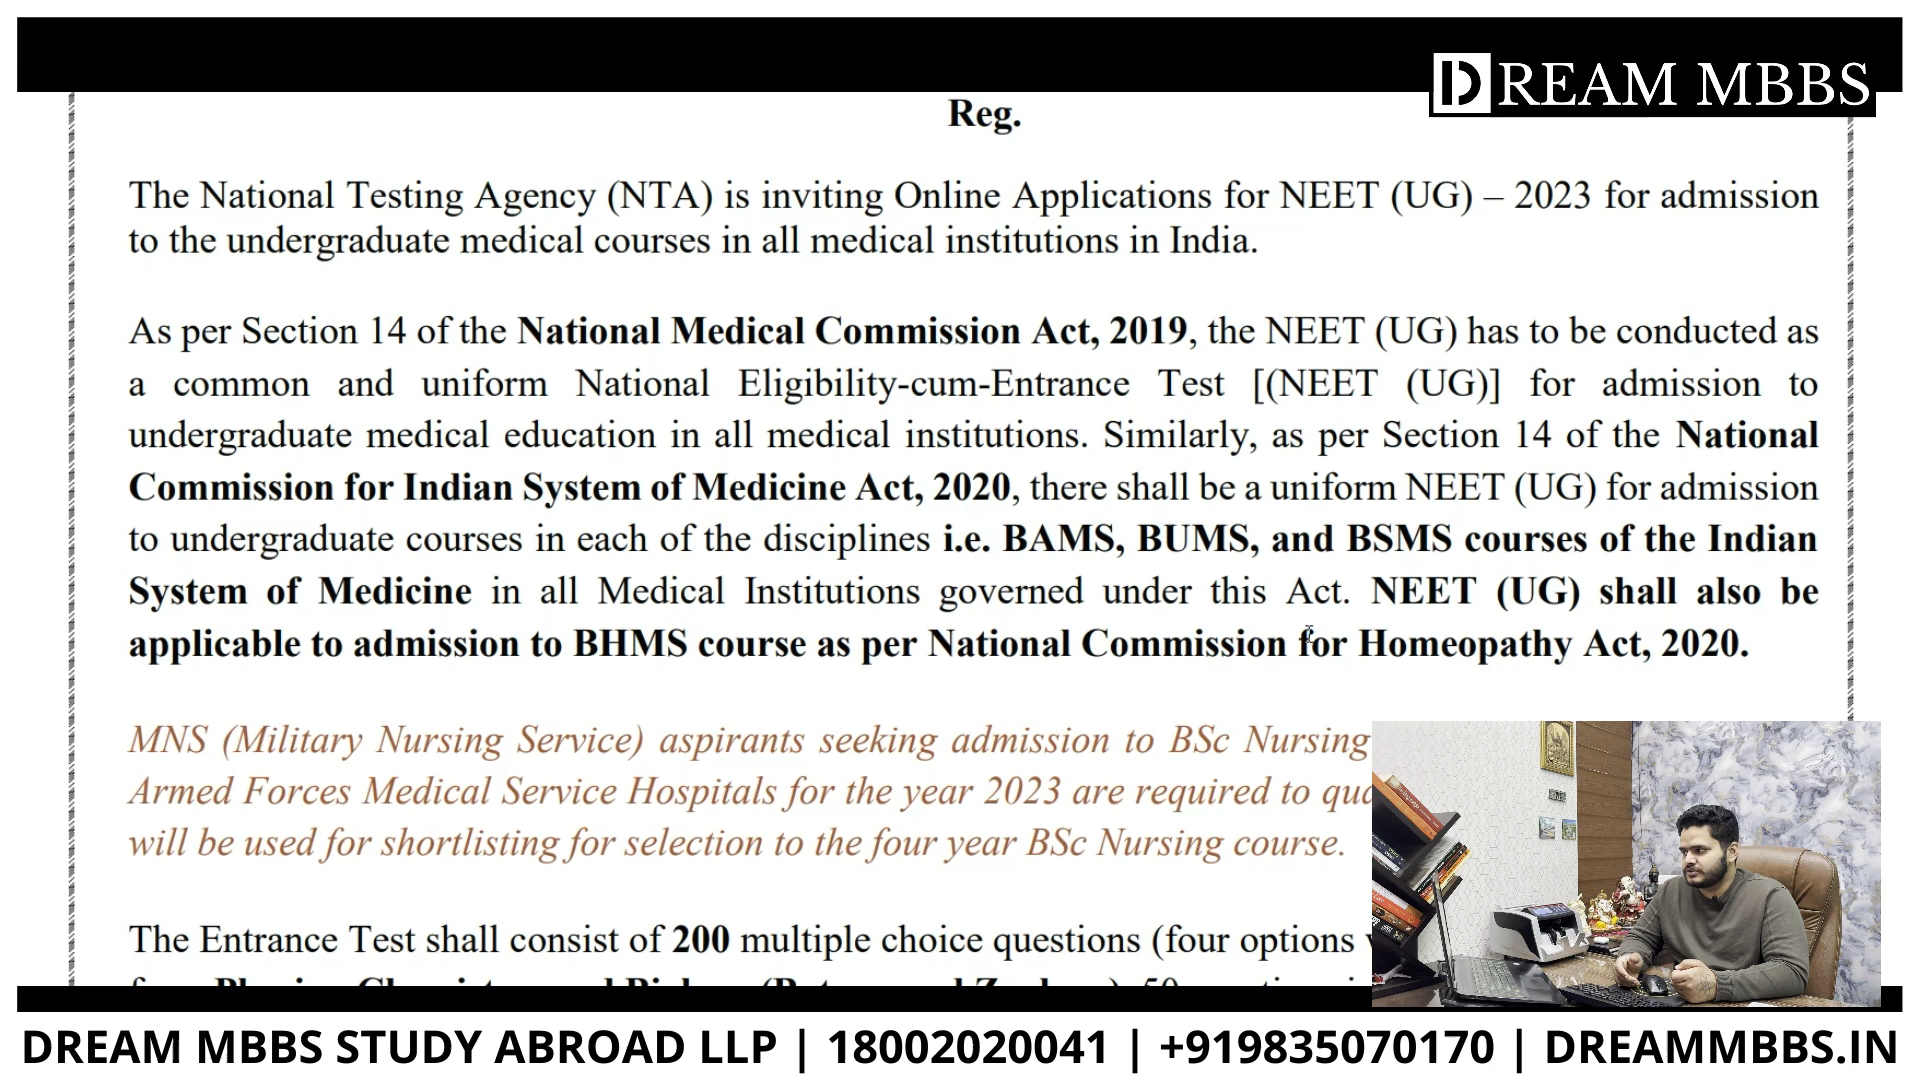 DREAM MBBS
Reg.
The National Testing Agency (NTA) is inviting Online Applications for NEET (UG) – 2023 for admission
to the undergraduate medical courses in all medical institutions in India.
As per Section 14 of the National Medical Commission Act, 2019, the NEET (UG) has to be conducted as
a common and uniform National Eligibility-cum-Entrance Test [(NEET (UG)] for admission to
undergraduate medical education in all medical institutions. Similarly, as per Section 14 of the National
Commission for Indian System of Medicine Act, 2020, there shall be a uniform NEET (UG) for admission
to undergraduate courses in each of the disciplines i.e. BAMS, BUMS, and BSMS courses of the Indian
System of Medicine in all Medical Institutions governed under this Act. NEET (UG) shall also be
applicable to admission to BHMS course as per National Commission for Homeopathy Act, 2020.
MNS (Military Nursing Service) aspirants seeking admission to BSc Nursing
Armed Forces Medical Service Hospitals for the year 2023 are required to
will be used for shortlisting for selection to the four year BSc Nursing course.
The Entrance Test shall consist of 200 multiple choice questions (four options
DREAM MBBS STUDY ABROAD LLP | 18002020041 | +919835070170 | DREAMMBBS.IN